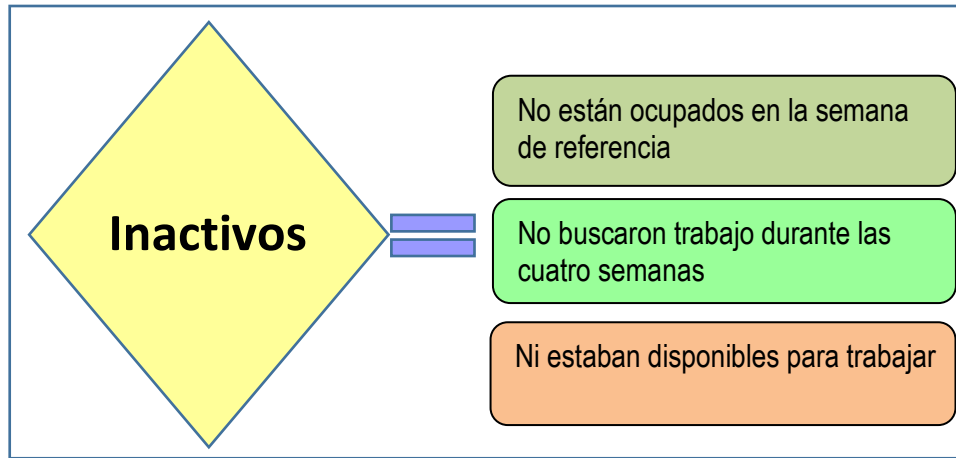 Inactivos
No están ocupados en la semana
de referencia
No buscaron trabajo durante las
cuatro semanas
Ni estaban disponibles para trabajar